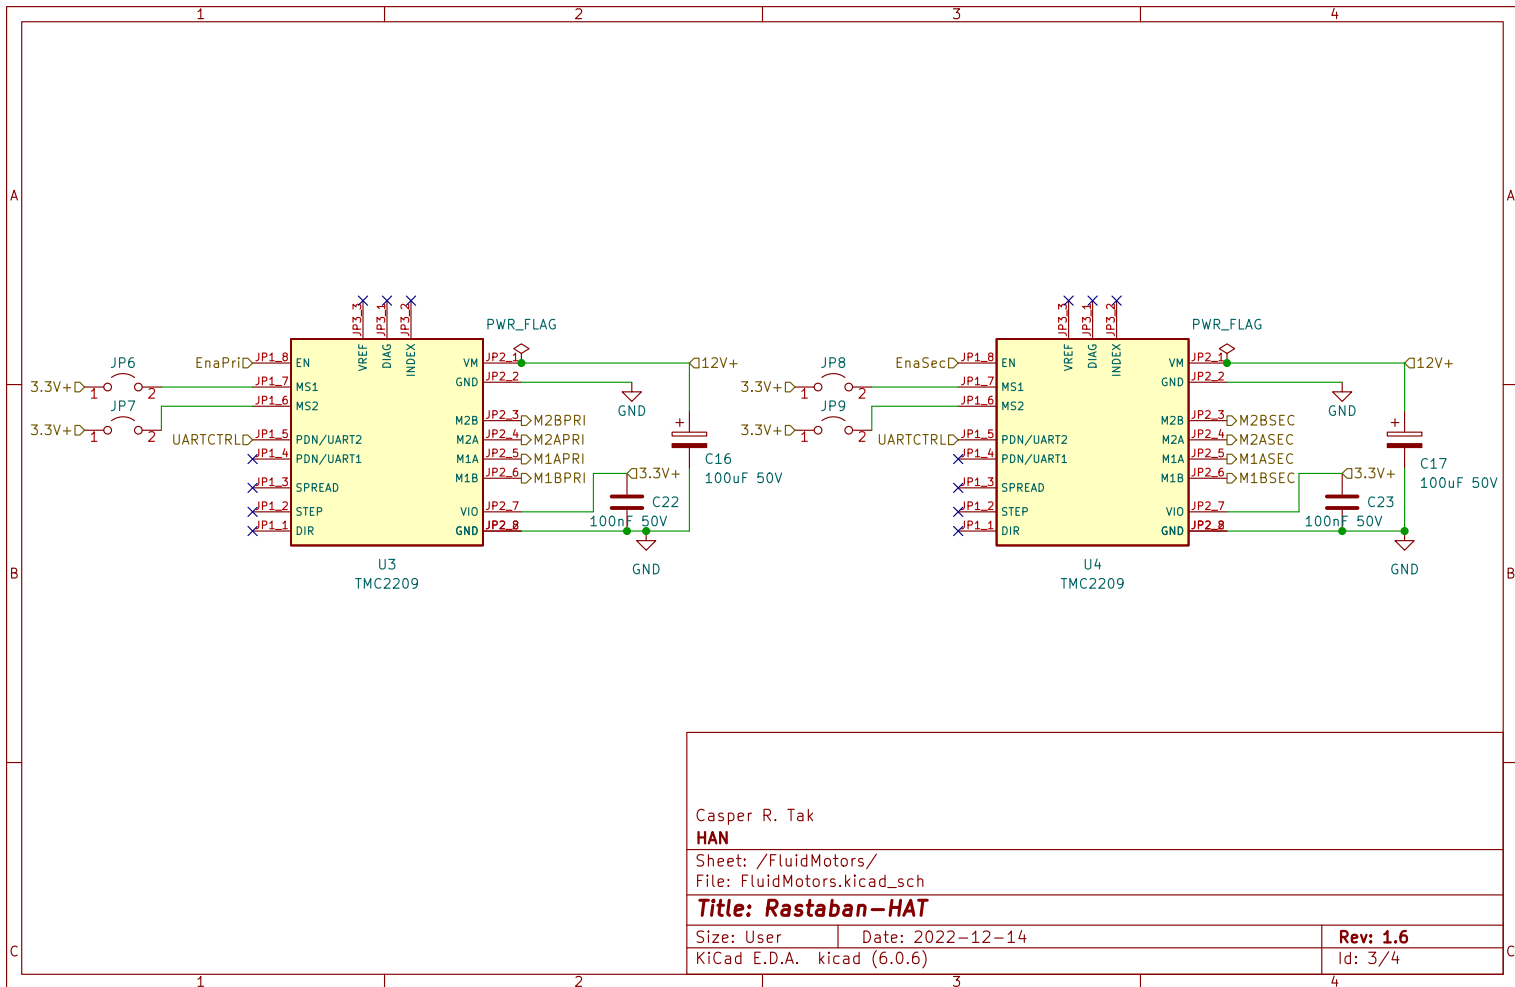 1 2 3 4
A A
JP3_3 JP3_1 JP3_2 JP3_3 JP3_1 JP3_2
PWR_FLAG PWR_FLAG
VREF DIAG INDEX VREF DIAG INDEX
JP6 EnaPri JP1_8 EN VM JP2_1 12V+ JP8 EnaSec JP1_8 EN VM JP2_1 12V+
GND JP2_2 GND JP2_2
3.3V+ 1 2 JP1_7 MS1 3.3V+ 1 2 JP1_7 MS1
JP7 JP1_6 MS2 GND JP9 JP1_6 MS2 GND
M2B JP2_3 M2BPRI + M2B JP2_3 M2BSEC +
3.3V+ 1 2 3.3V+ 1 2
UARTCTRL JP1_5 PDN/UART2 M2A JP2_4 M2APRI UARTCTRL JP1_5 PDN/UART2 M2A JP2_4 M2ASEC
JP1_4 PDN/UART1 M1A JP2_5 M1APRI C16 JP1_4 PDN/UART1 M1A JP2_5 M1ASEC C17
M1B JP2_6 M1BPRI 3.3V+ 100uF 50V M1B JP2_6 M1BSEC 3.3V+ 100uF 50V
JP1_3 SPREAD JP1_3 SPREAD
C22 C23
JP1_2 STEP VIO JP2_7 JP1_2 STEP VIO JP2_7
100nF 50V 100nF 50V
JP1_1 DIR GND JP1_1 DIR GND
GND GND
U3 U4
B B
TMC2209 TMC2209
Casper R. Tak
HAN
Sheet: /FluidMotors/
File: FluidMotors.kicad_sch
Title: Rastaban-HAT
Size: User Date: 2022-12-14 Rev: 1.6
KiCad E.D.A. kicad (6.0.6) Id: 3/4
C C
1 2 3 4